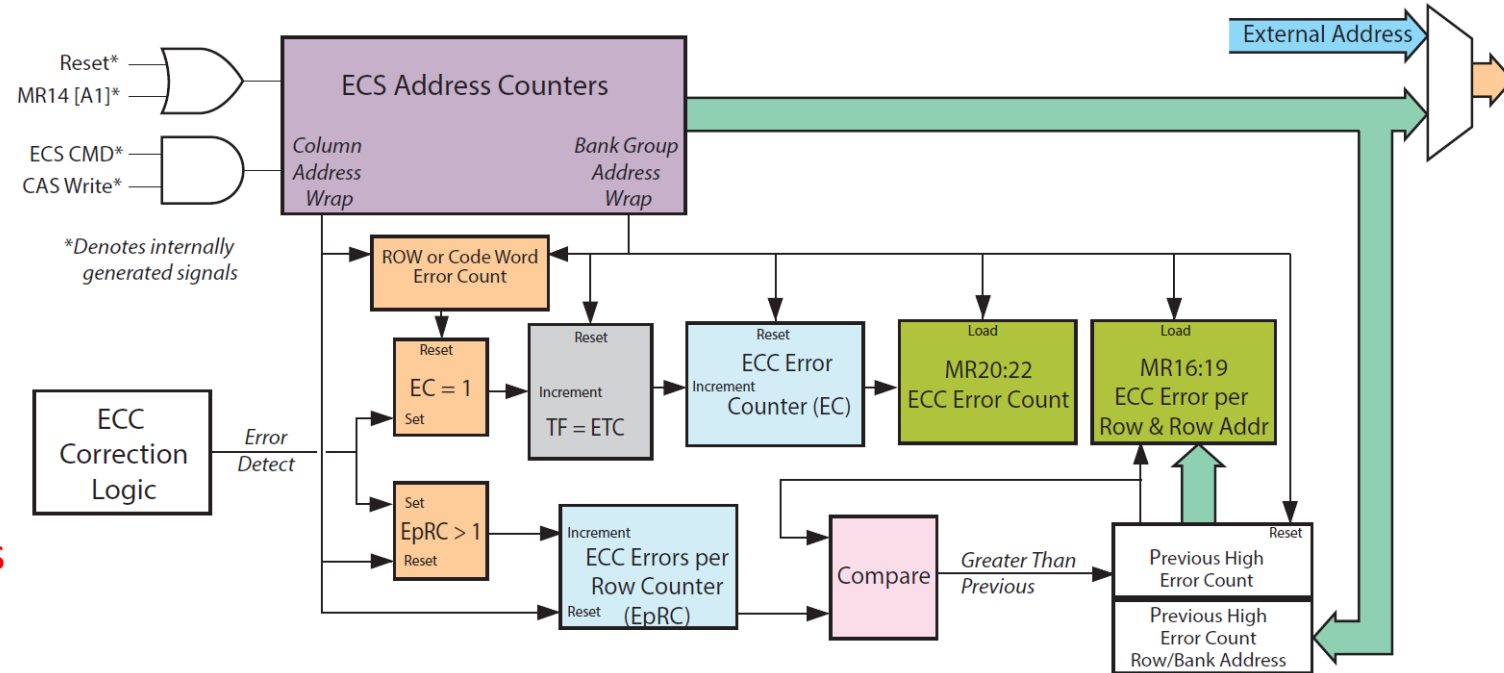 External Address
Reset*
MR14 [A1]*
ECS Address Counters
ECS CMD*
CAS Write*
Column
Address
Wrap
Bank Group
Address
Wrap
*Denotes internally
generated signals
ROW or Code Word
Error Count
Reset
EC = 1
Set
Reset
Increment
TF = ETC
Reset
ECC Error
Increment
Counter (EC)
Load
MR20:22
ECC Error Count
Load
MR16:19
ECC Error per
Row & Row Addr
ECC
Correction
Logic
Error
Detect
Set
EpRC > 1
Reset
Increment
ECC Errors per
Row Counter
Reset
(EpRC)
Compare
Greater Than
Previous
Reset
Previous High
Error Count
Previous High
Error Count
Row/Bank Address
s